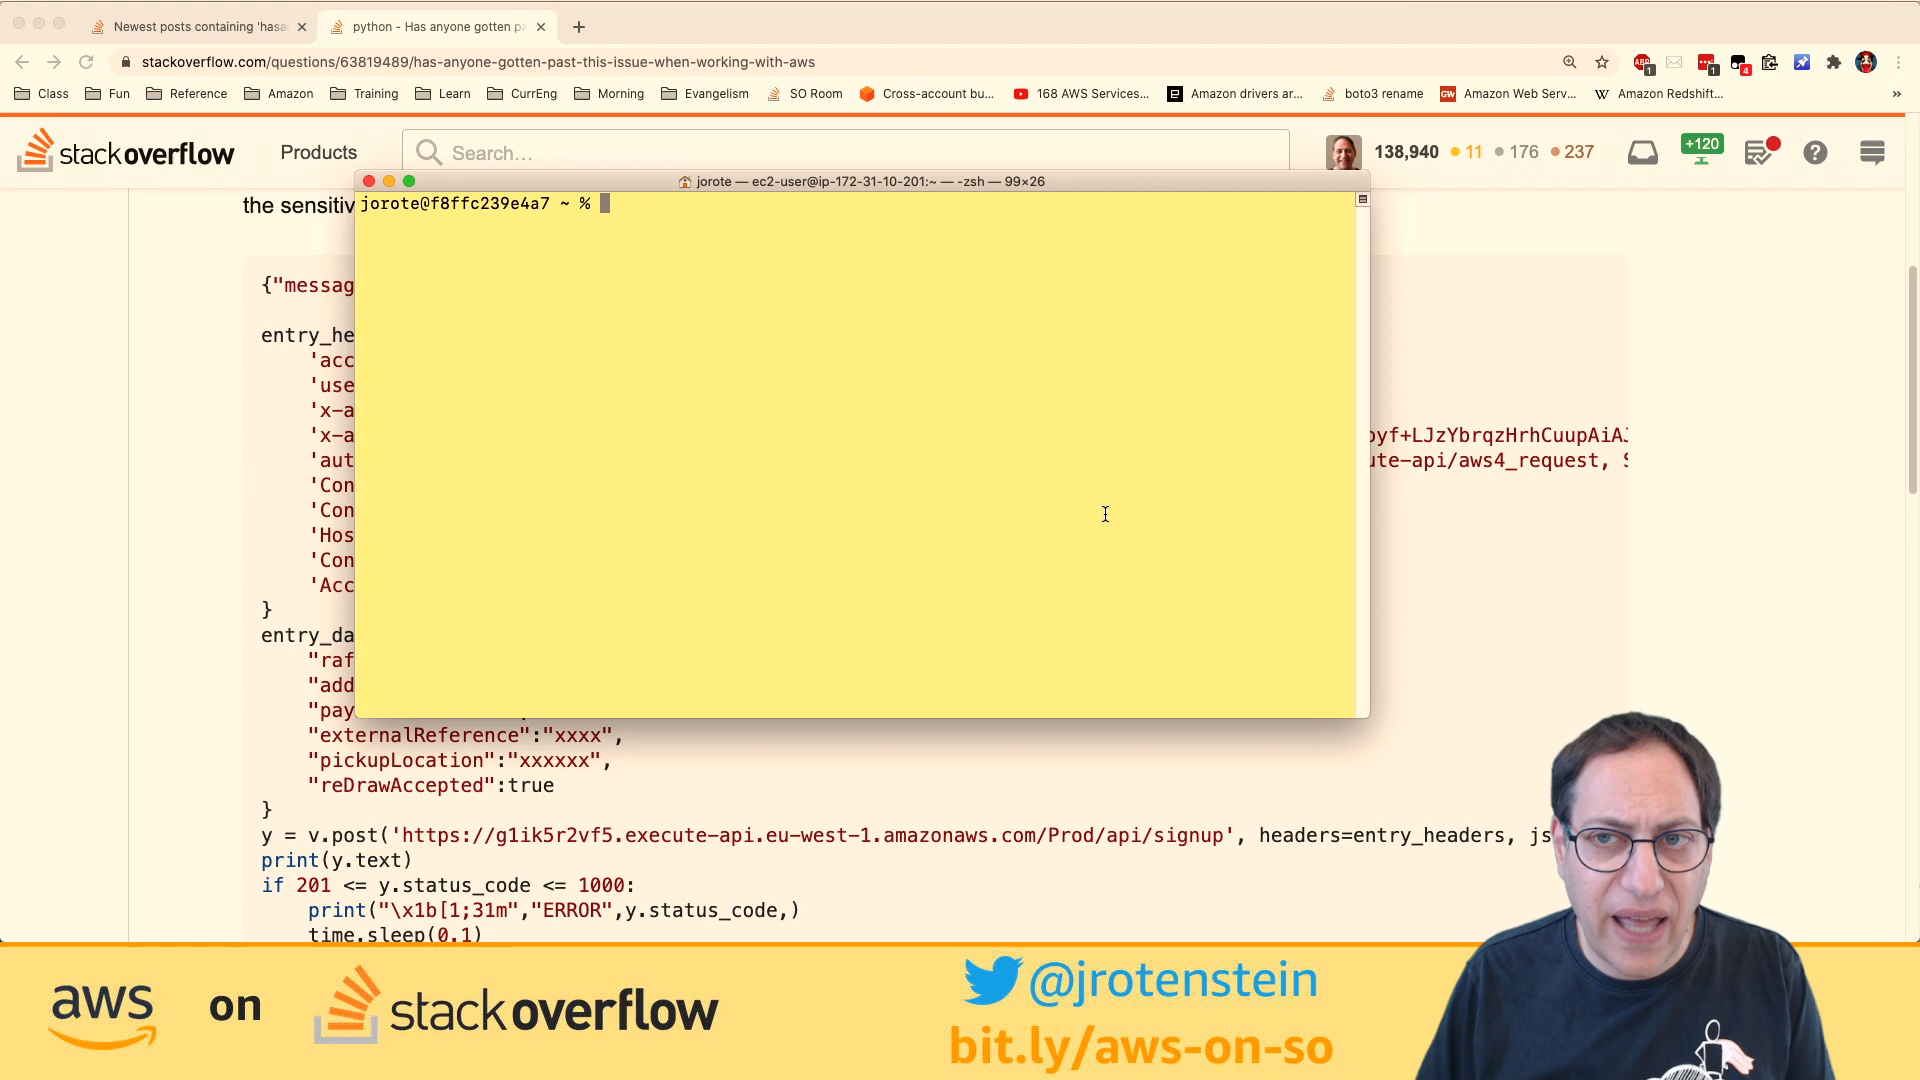 Newest posts containing 'hasa
python - Has anyone gotten pa
stackoverflow.com/questions/63819489/has-anyone-gotten-past-this-issue-when-working-with-aws
ABP
1
1
4
Class
Fun
Reference
Amazon
Training
Learn
CurrEng
Morning
Evangelism
SO Room
Cross-account bu...
168 AWS Services...
Amazon drivers ar...
boto3 rename
GW
Amazon Web Serv...
W
Amazon Redshift...
»
stackoverflow
Products
Search...
138,940
11
176
237
+120
jorote — ec2-user@ip-172-31-10-201:~ — -zsh — 99×26
jorote@f8ffc239e4a7 ~ %
the sensitiv
{"messag
entry_he
'acc
'use
'x-a
'x-a
byf+LJzYbrqzHrhCuupAiAJ
'aut
ute-api/aws4_request, S
'Con
'Con
'Hos
'Con
'Acc
}
entry_da
"raf
"add
"pay
"externalReference":"xxxx",
"pickupLocation":"xxxxxx",
"reDrawAccepted":true
}
y = v.post('https://g1ik5r2vf5.execute-api.eu-west-1.amazonaws.com/Prod/api/signup', headers=entry_headers, js
print(y.text)
if 201 <= y.status_code <= 1000:
print("\x1b[1;31m","ERROR",y.status_code,)
time.sleep(0.1)
aws on stackoverflow
@jrotenstein
bit.ly/aws-on-so